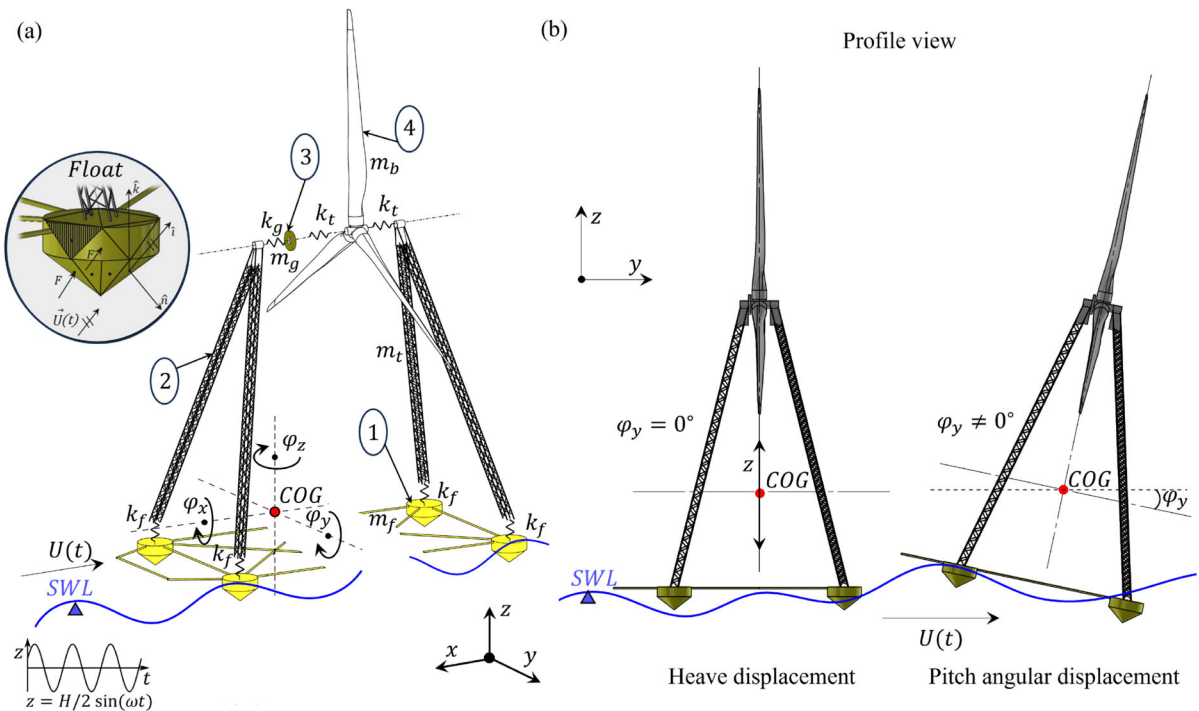 (a)
(b)
Profile view
Float
k̂
î
F
F
n̂
U⃗(t)
3
4
m_b
k_g
k_t
k_t
m_g
2
m_t
1
φ_z
COG
φ_x
φ_y
k_f
k_f
k_f
k_f
m_f
U(t)
SWL
z
t
z = H/2 sin(ωt)
z
x
y
z
y
φ_y = 0°
z
COG
SWL
Heave displacement
φ_y ≠ 0°
COG
φ_y
U(t)
Pitch angular displacement